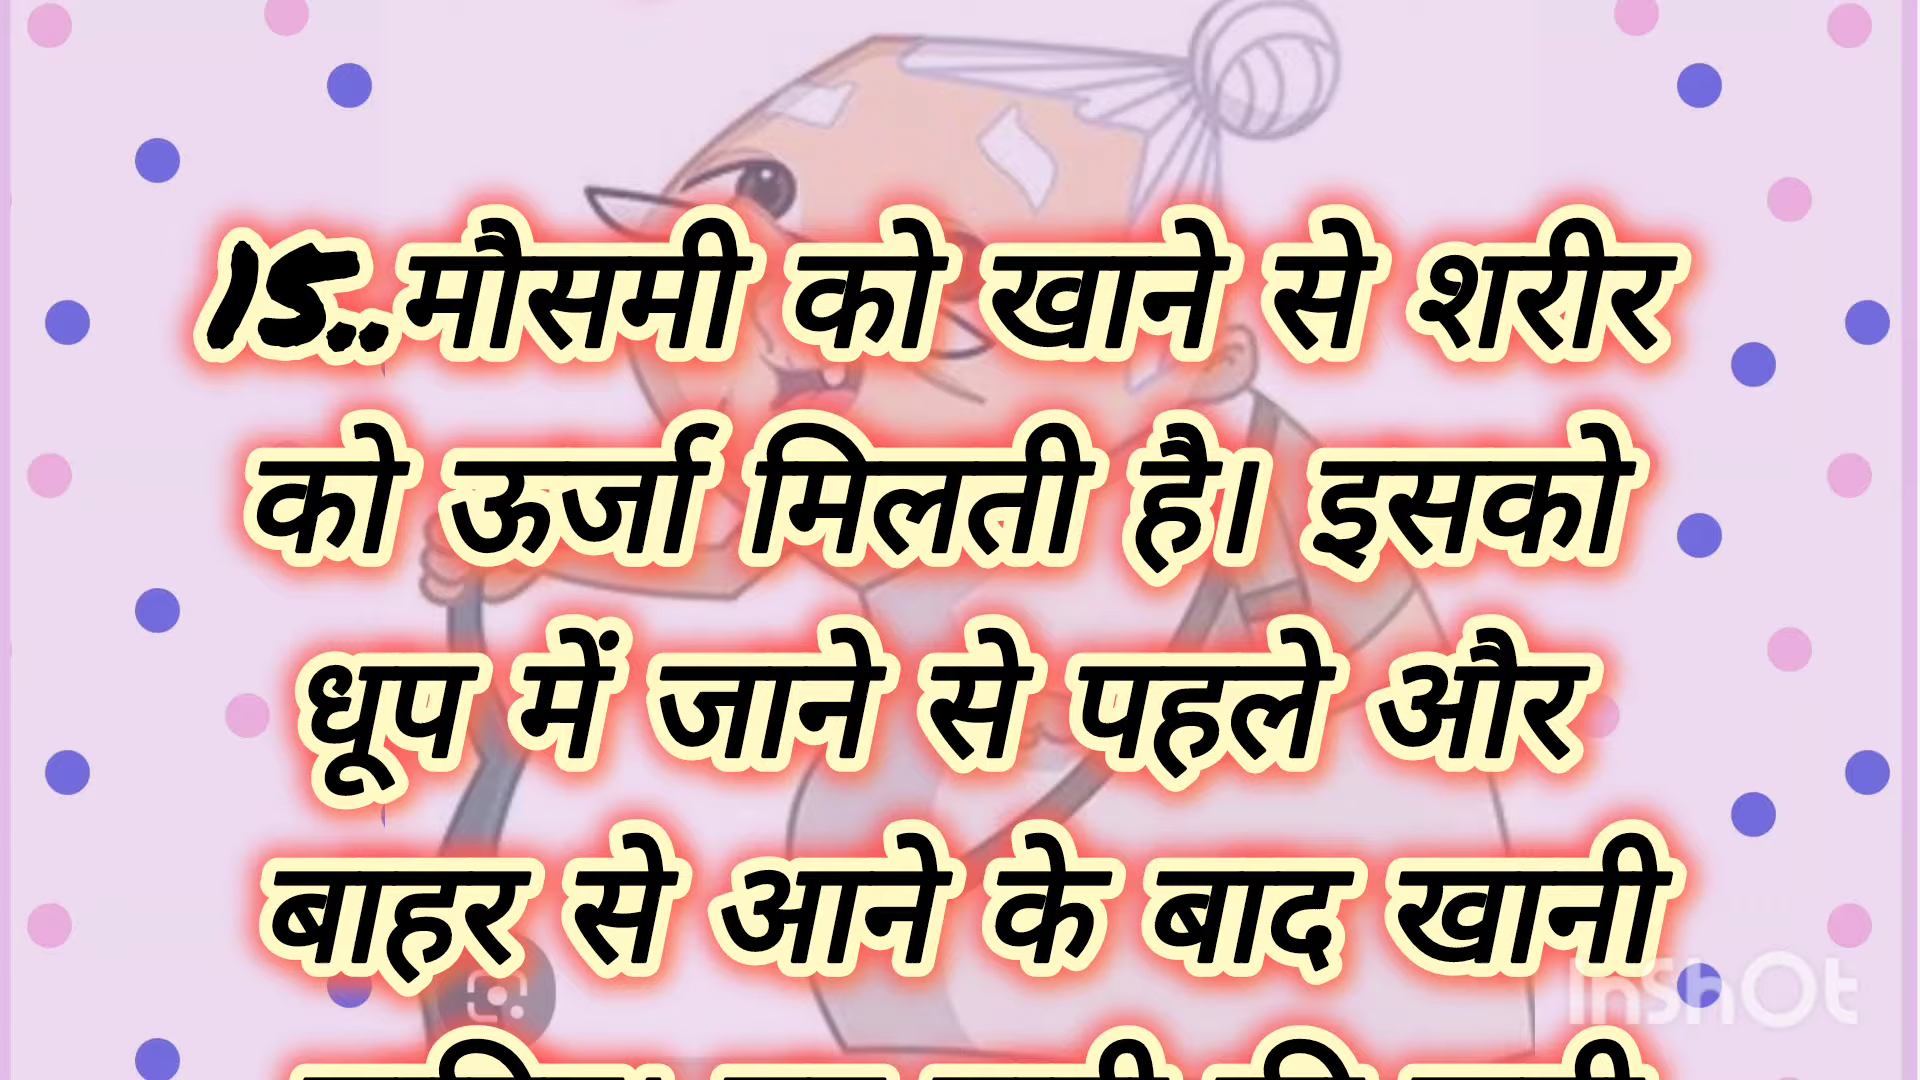 15..मौसमी को खाने से शरीर
को ऊर्जा मिलती है। इसको
धूप में जाने से पहले और
बाहर से आने के बाद खानी
InShOt